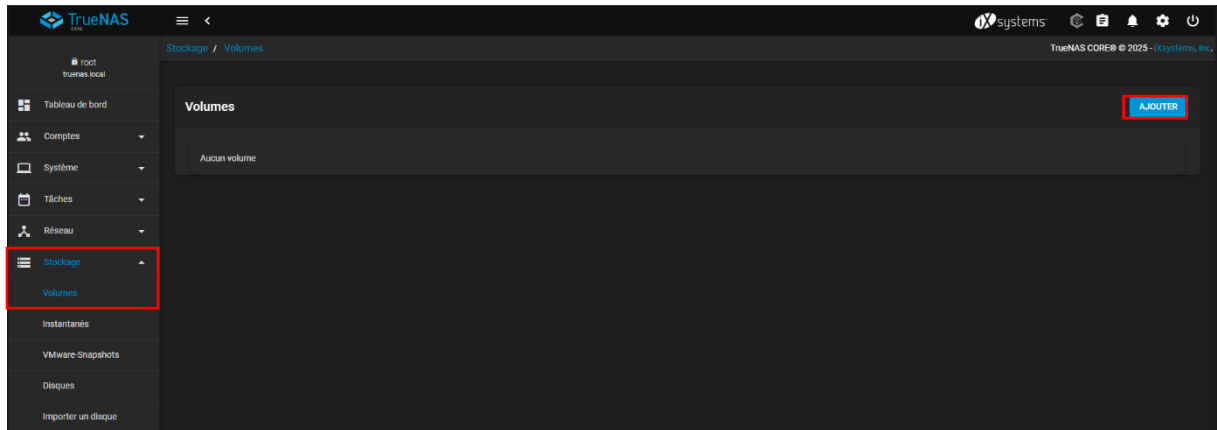 TrueNAS
CORE
iXsystems
root
truenas.local
Stockage / Volumes
TrueNAS CORE® © 2025 - iXsystems, Inc.
Tableau de bord
Comptes
Système
Tâches
Réseau
Stockage
Volumes
Instantanés
VMware-Snapshots
Disques
Importer un disque
Volumes
AJOUTER
Aucun volume